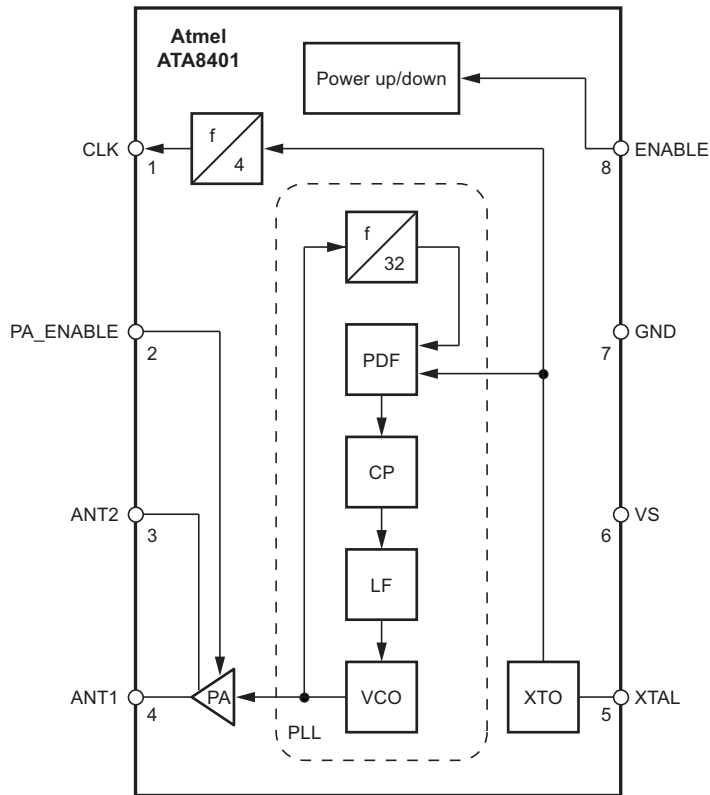 Atmel
ATA8401
Power up/down
CLK
1
f
4
ENABLE
8
f
32
PA_ENABLE
2
PDF
GND
7
CP
ANT2
3
VS
6
LF
ANT1
4
PA
VCO
XTO
XTAL
5
PLL